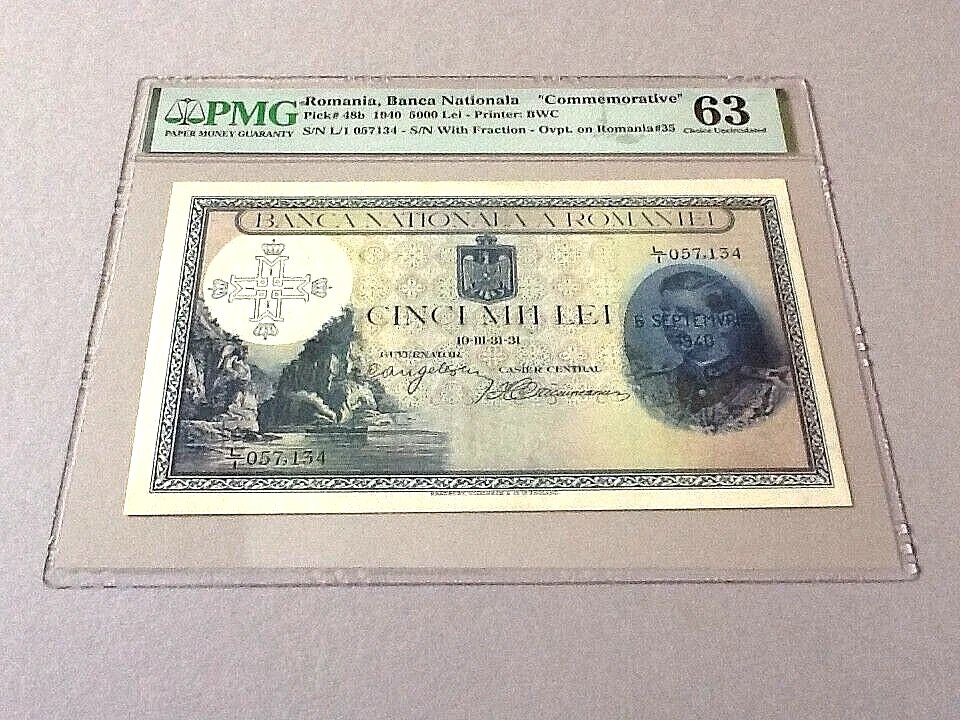 PMG
PAPER MONEY GUARANTY
Romania, Banca Nationala "Commemorative"
Pick# 48b 1940 5000 Lei - Printer: BWC
S/N L/1 057134 - S/N With Fraction - Ovpt. on Romania#35
63
Choice Uncirculated
BANCA NATIONALA A ROMANIEI
L/1 057,134
CINCI MII LEI
6 SEPTEMVRIE
1940
10-III-31-31
GUVERNATOR
CASIER CENTRAL
L/1 057,134